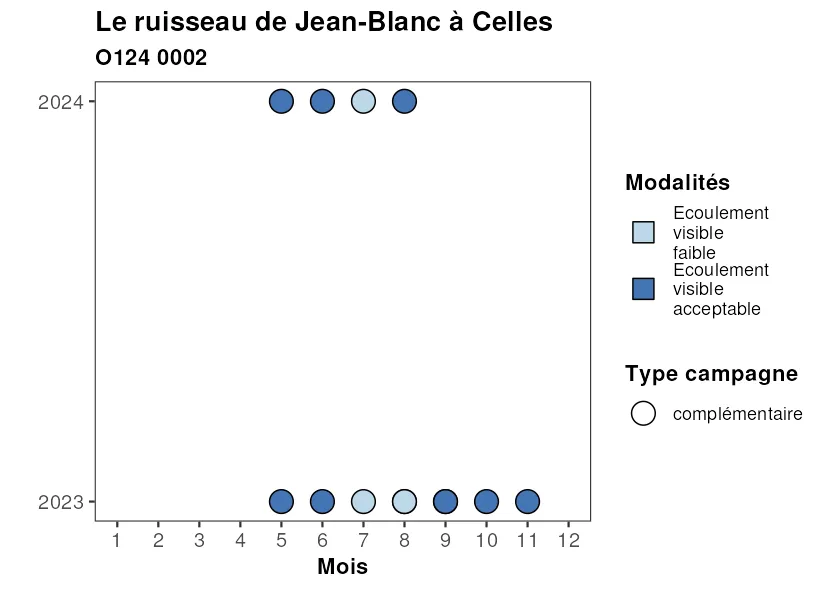 Le ruisseau de Jean-Blanc à Celles
O124 0002
2024
2023
1 2 3 4 5 6 7 8 9 10 11 12
Mois
Modalités
Ecoulement
visible
faible
Ecoulement
visible
acceptable
Type campagne
complémentaire